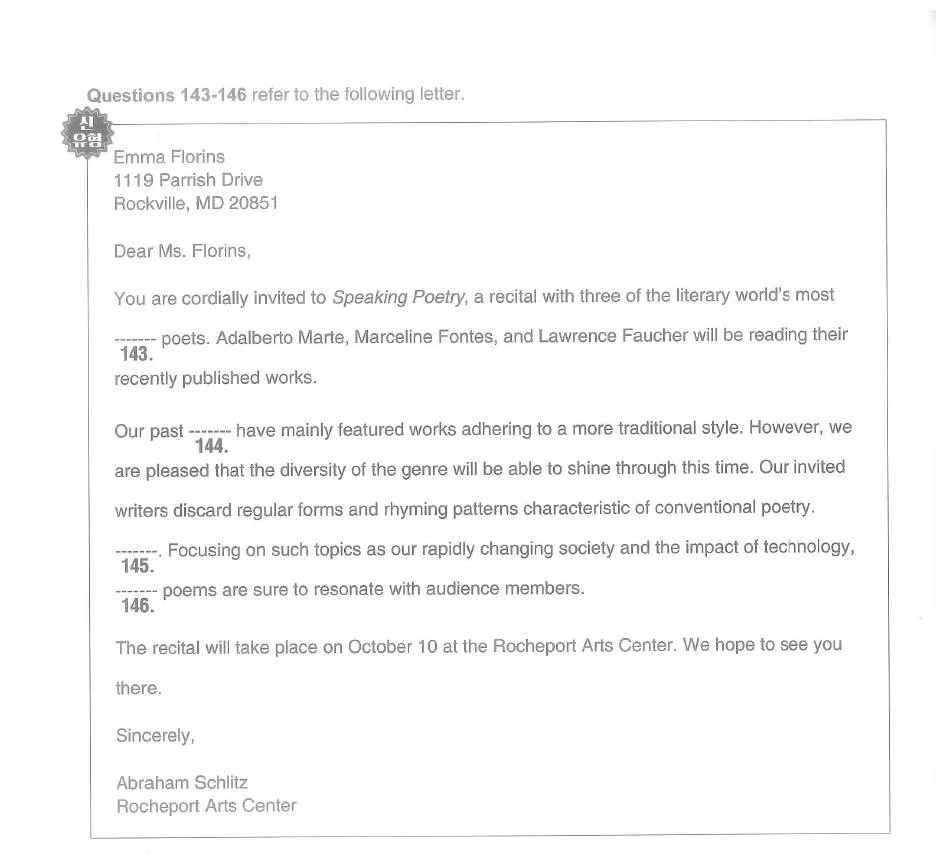 Questions 143-146 refer to the following letter.
신
유형
Emma Florins
1119 Parrish Drive
Rockville, MD 20851
Dear Ms. Florins,
You are cordially invited to Speaking Poetry, a recital with three of the literary world's most
------- poets. Adalberto Marte, Marceline Fontes, and Lawrence Faucher will be reading their
143.
recently published works.
Our past ------- have mainly featured works adhering to a more traditional style. However, we
144.
are pleased that the diversity of the genre will be able to shine through this time. Our invited
writers discard regular forms and rhyming patterns characteristic of conventional poetry.
-------. Focusing on such topics as our rapidly changing society and the impact of technology,
145.
------- poems are sure to resonate with audience members.
146.
The recital will take place on October 10 at the Rocheport Arts Center. We hope to see you
there.
Sincerely,
Abraham Schlitz
Rocheport Arts Center